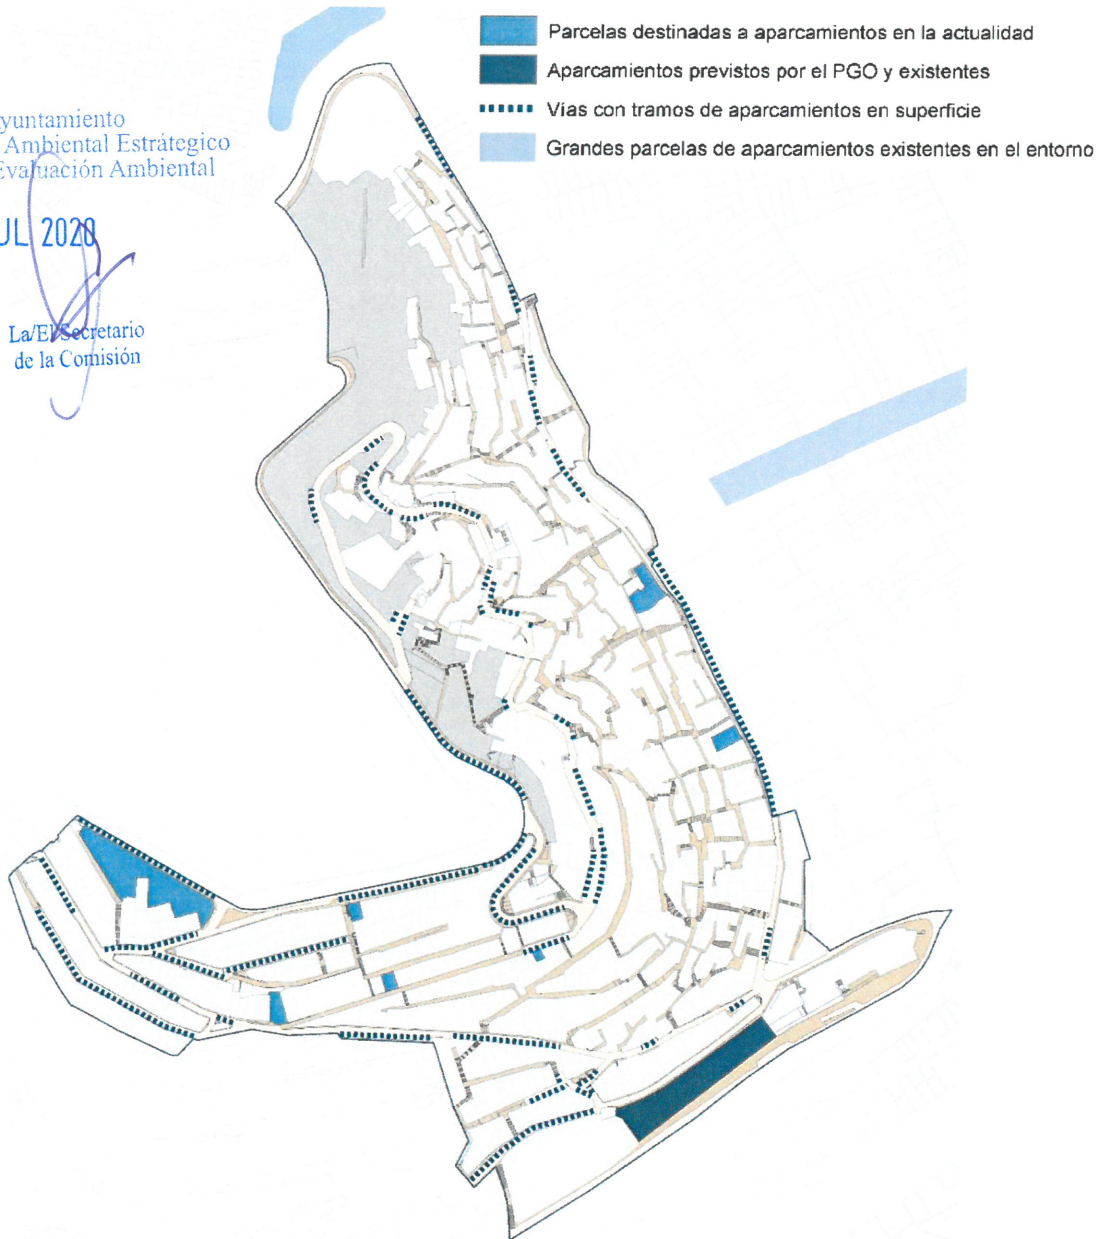 Parcelas destinadas a aparcamientos en la actualidad
Aparcamientos previstos por el PGO y existentes
Vías con tramos de aparcamientos en superficie
Grandes parcelas de aparcamientos existentes en el entorno
yuntamiento
Ambiental Estrátegico
Evaluación Ambiental
UL 2020
La/El Secretario
de la Comisión